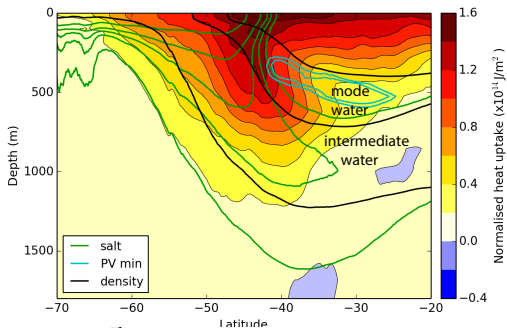 0
500
1000
1500
Depth (m)
−70
−60
−50
−40
−30
−20
Latitude
mode
water
intermediate
water
salt
PV min
density
1.6
1.2
0.8
0.4
0.0
−0.4
Normalised heat uptake (x10¹⁴ J/m²)